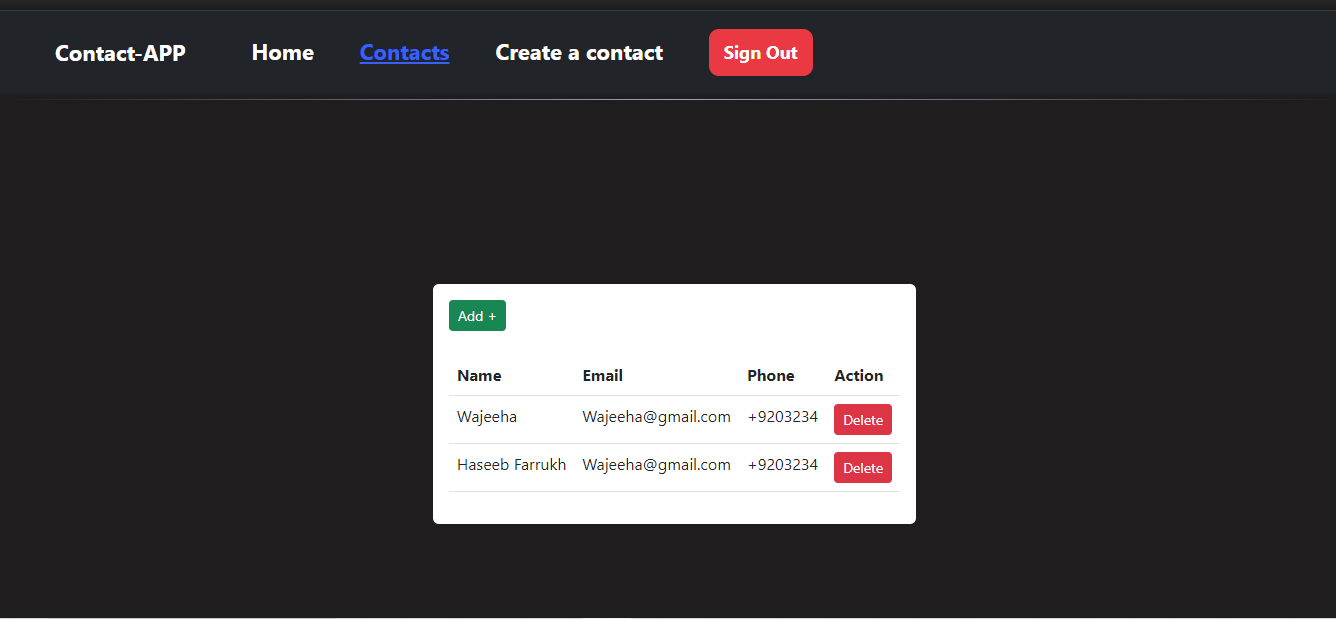 Contact-APP Home Contacts Create a contact Sign Out
Add +
Name Email Phone Action
Wajeeha Wajeeha@gmail.com +9203234 Delete
Haseeb Farrukh Wajeeha@gmail.com +9203234 Delete